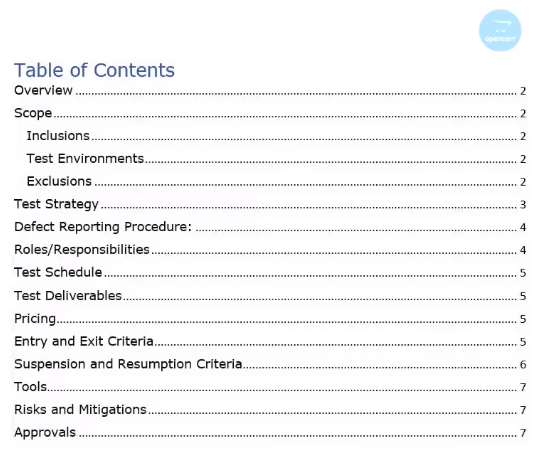 opencart
Table of Contents
Overview ........ 2
Scope ........ 2
Inclusions ........ 2
Test Environments ........ 2
Exclusions ........ 2
Test Strategy ........ 3
Defect Reporting Procedure: ........ 4
Roles/Responsibilities ........ 4
Test Schedule ........ 5
Test Deliverables ........ 5
Pricing ........ 5
Entry and Exit Criteria ........ 5
Suspension and Resumption Criteria ........ 6
Tools ........ 7
Risks and Mitigations ........ 7
Approvals ........ 7